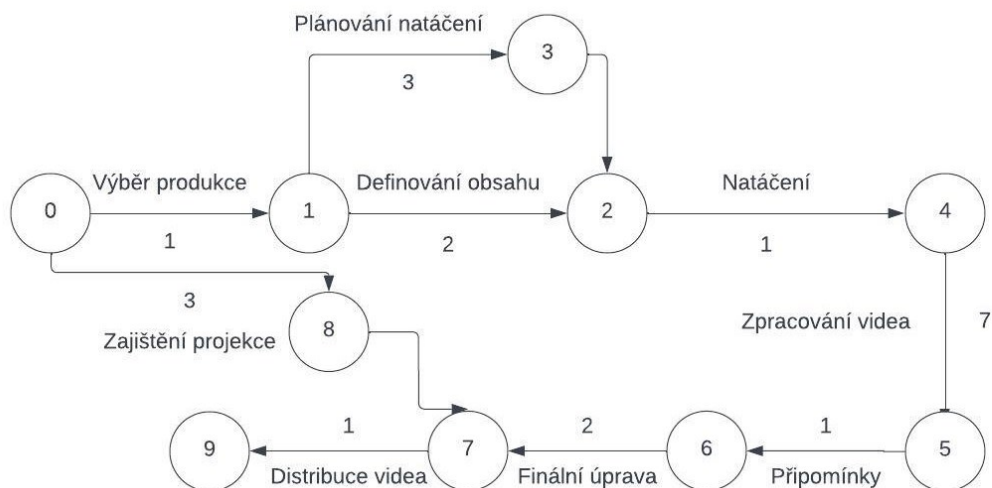 Plánování natáčení
3
3
Výběr produkce
Definování obsahu
Natáčení
0
1
2
4
1
2
1
3
8
Zajištění projekce
Zpracování videa
7
9
1
7
2
6
1
5
Distribuce videa
Finální úprava
Připomínky